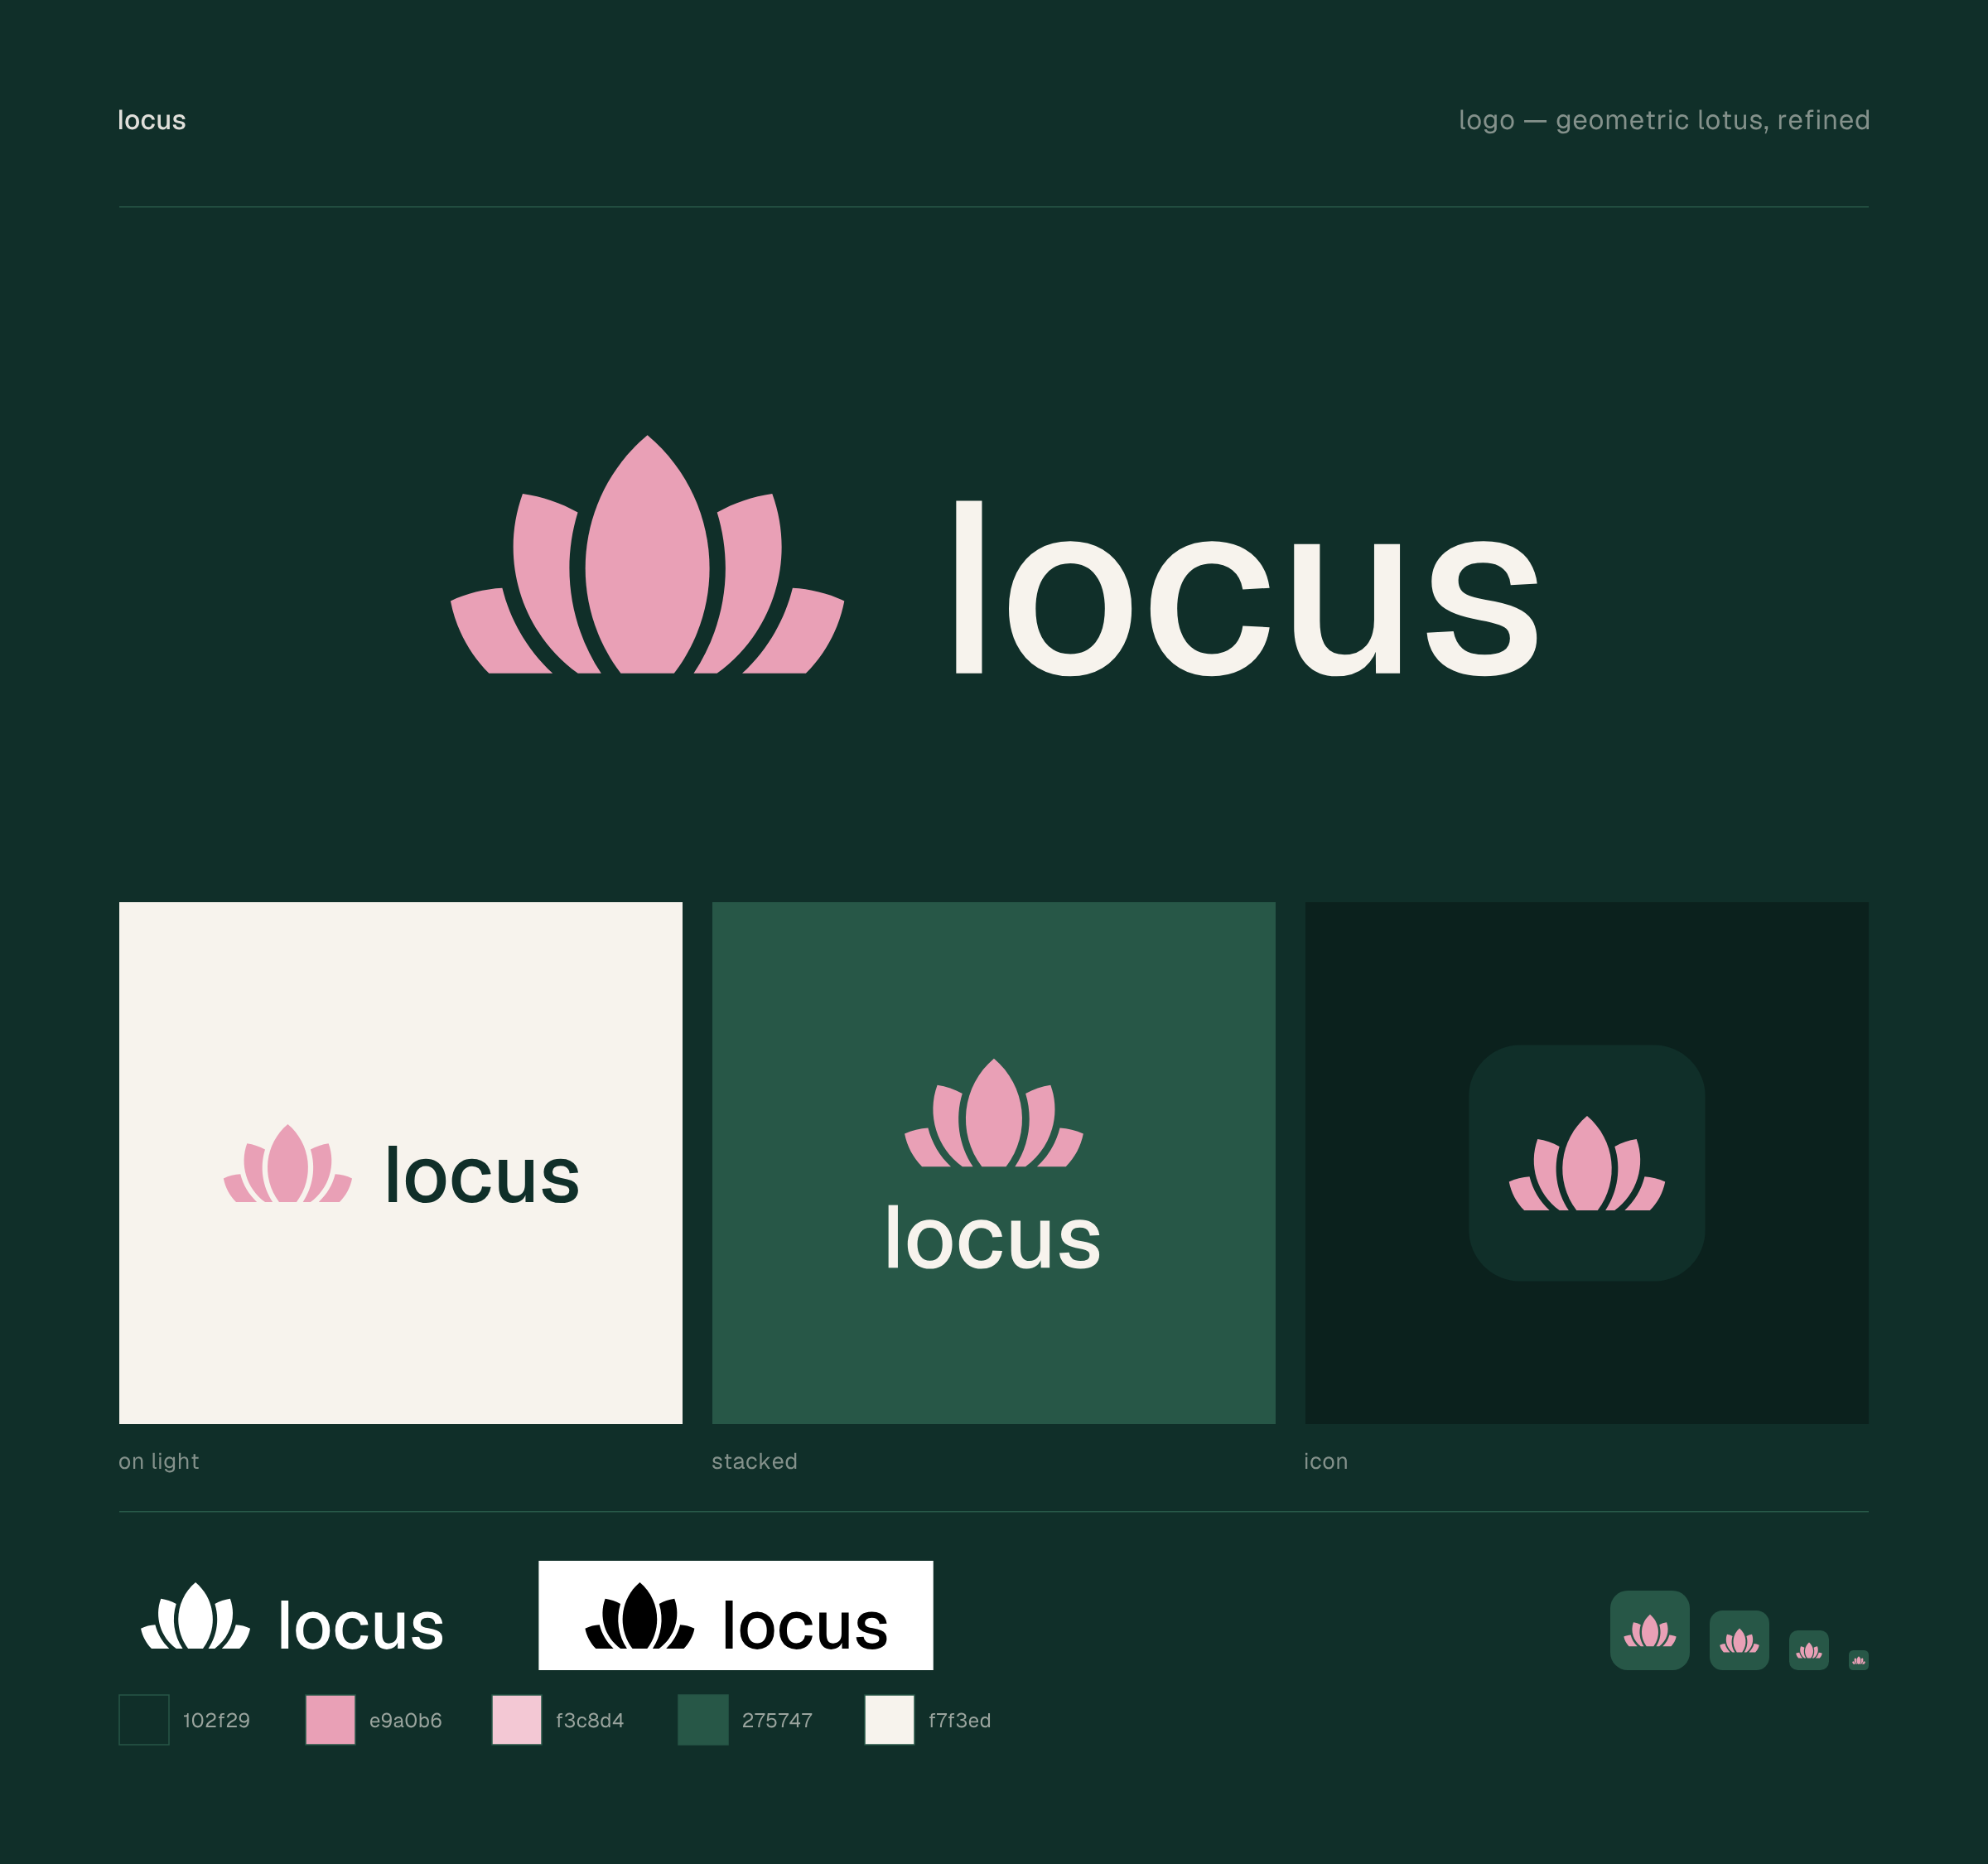 locus
logo — geometric lotus, refined
locus
locus
locus
on light
stacked
icon
locus
locus
102f29
e9a0b6
f3c8d4
275747
f7f3ed